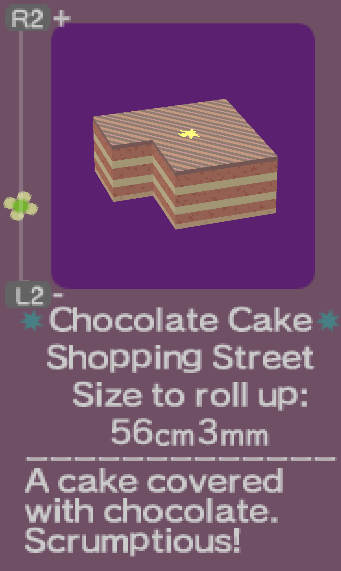 R2 +
L2 -
Chocolate Cake
Shopping Street
Size to roll up:
56cm3mm
A cake covered
with chocolate.
Scrumptious!